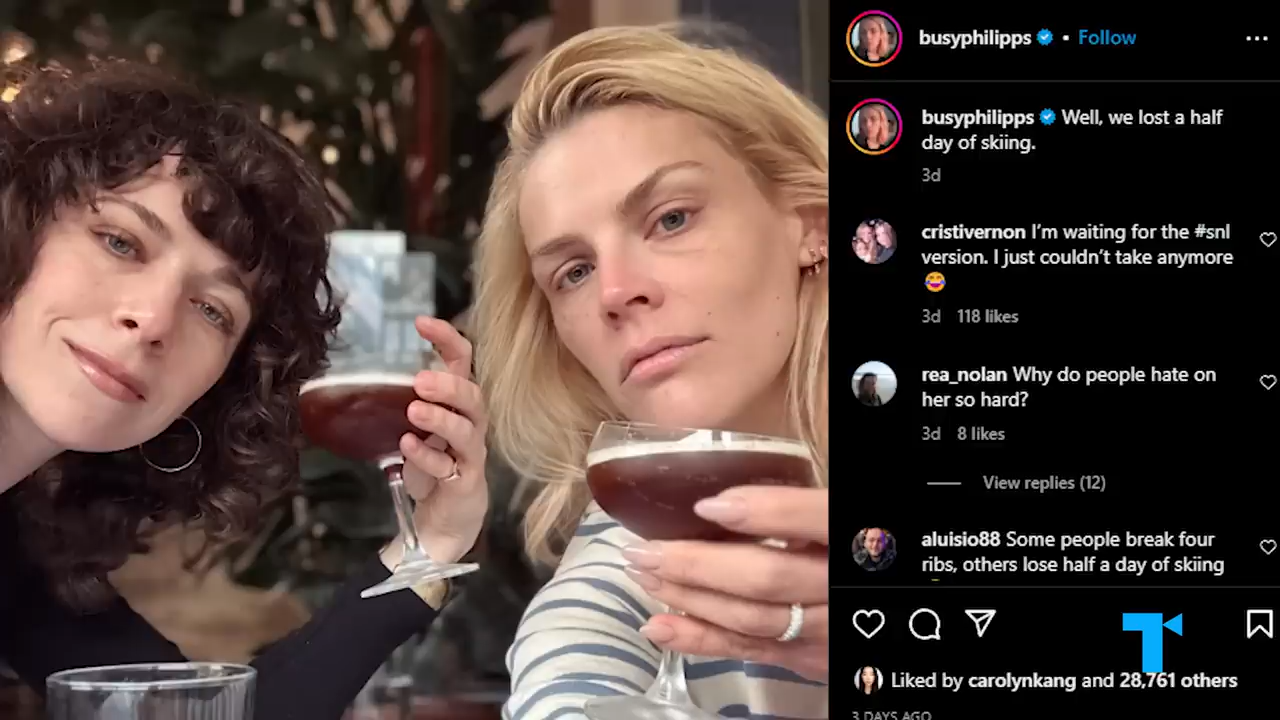 busyphilipps • Follow
busyphilipps Well, we lost a half
day of skiing.
3d
cristivernon I'm waiting for the #snl
version. I just couldn't take anymore
😂
3d 118 likes
rea_nolan Why do people hate on
her so hard?
3d 8 likes
View replies (12)
aluisio88 Some people break four
ribs, others lose half a day of skiing
Liked by carolynkang and 28,761 others
3 DAYS AGO